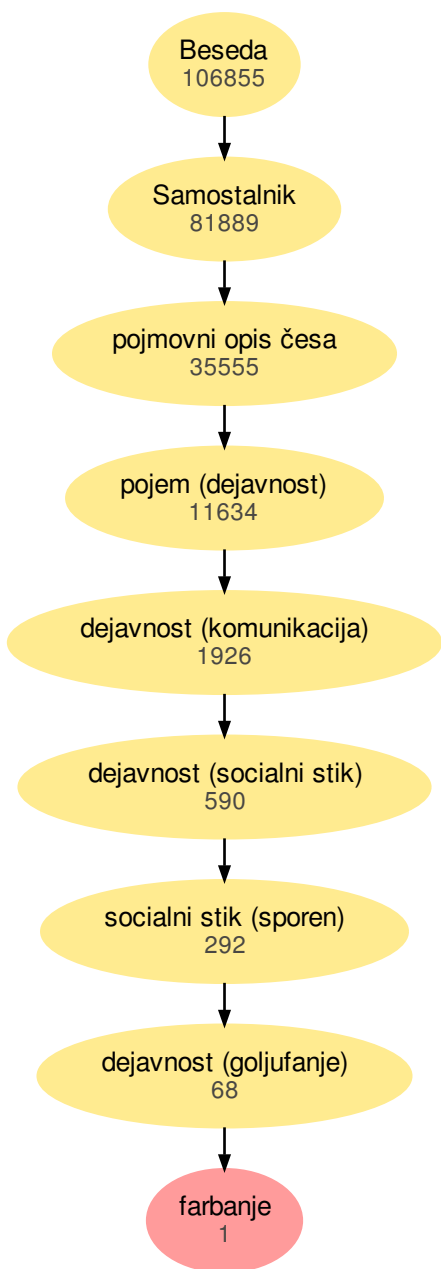 Beseda
106855
Samostalnik
81889
pojmovni opis česa
35555
pojem (dejavnost)
11634
dejavnost (komunikacija)
1926
dejavnost (socialni stik)
590
socialni stik (sporen)
292
dejavnost (goljufanje)
68
farbanje
1